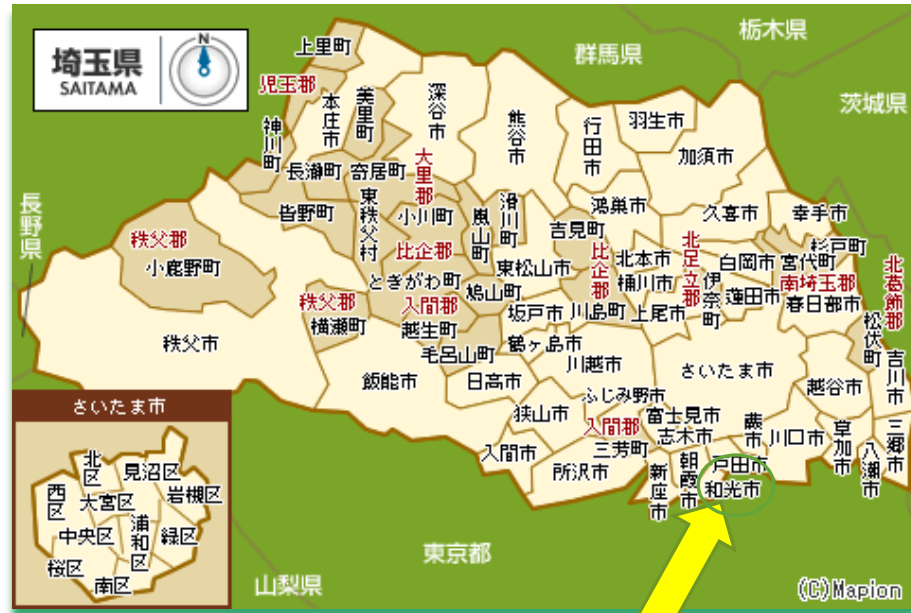 埼玉県
SAITAMA
N
栃木県
群馬県
茨城県
長野県
上里町
児玉郡
神川町
本庄市
美里町
深谷市
熊谷市
行田市
羽生市
加須市
長瀞町
寄居町
大里郡
皆野町
東秩父村
小川町
嵐山町
滑川町
吉見町
鴻巣市
久喜市
幸手市
秩父郡
小鹿野町
比企郡
ときがわ町
東松山市
比企郡
北本市
桶川市
北足立郡
伊奈町
白岡市
宮代町
杉戸町
北葛飾郡
南埼玉郡
蓮田市
春日部市
秩父郡
横瀬町
入間郡
越生町
鳩山町
坂戸市
川島町
上尾市
松伏町
秩父市
毛呂山町
鶴ヶ島市
川越市
さいたま市
吉川市
飯能市
日高市
ふじみ野市
越谷市
狭山市
入間郡
富士見市
志木市
蕨市
川口市
草加市
三郷市
入間市
所沢市
三芳町
新座市
朝霞市
戸田市
和光市
八潮市
さいたま市
北区
見沼区
西区
大宮区
岩槻区
中央区
浦和区
緑区
桜区
南区
東京都
山梨県
(C)Mapion